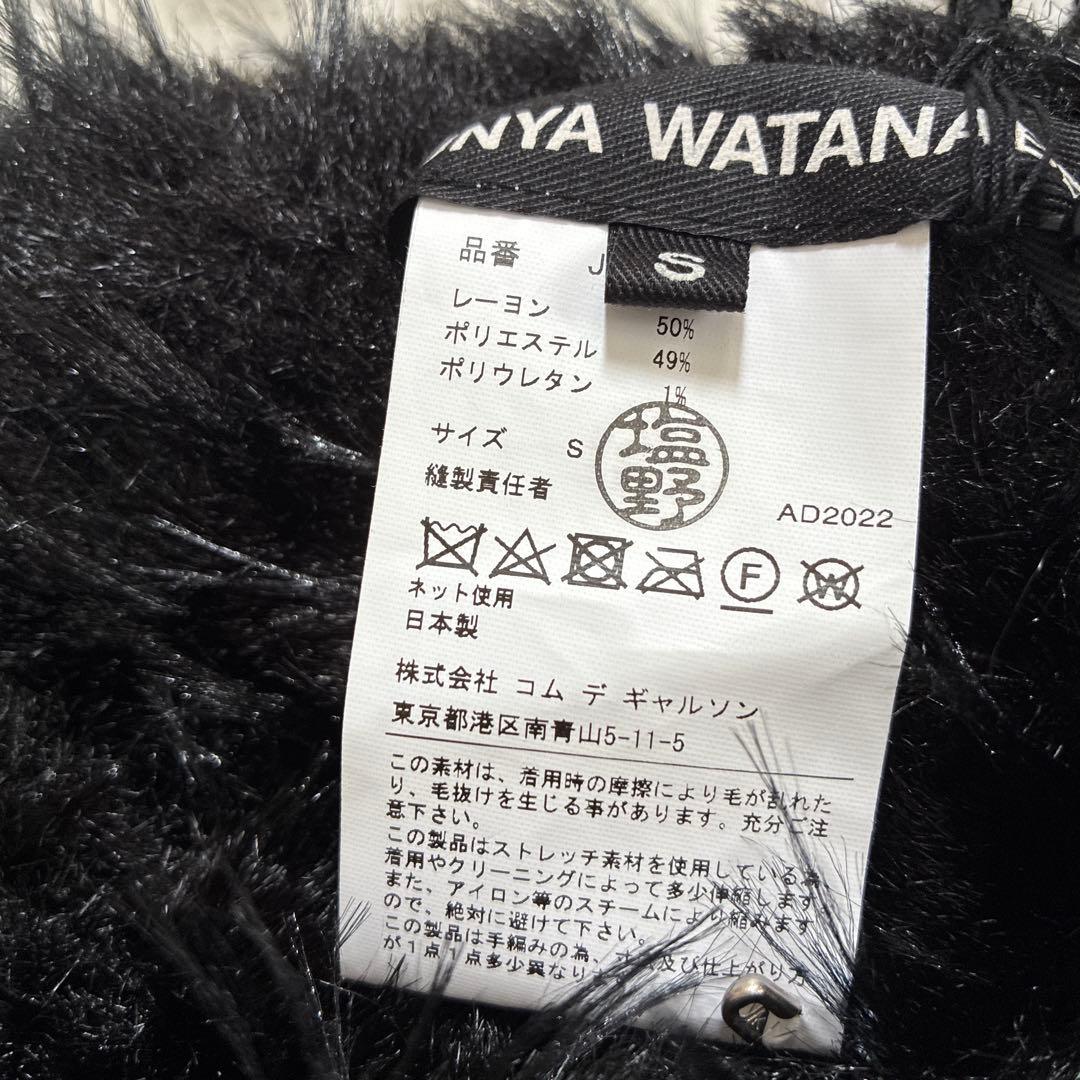 NYA WATANA
S
品番 J
レーヨン 50%
ポリエステル 49%
ポリウレタン 1%
サイズ S
縫製責任者 塩野
AD2022
F W
ネット使用
日本製
株式会社 コム デ ギャルソン
東京都港区南青山5-11-5
この素材は、着用時の摩擦により毛が乱れた
り、毛抜けを生じる事があります。充分ご注
意下さい。
この製品はストレッチ素材を使用している為、
着用やクリーニングによって多少伸縮します。
また、アイロン等のスチームにより縮みます
ので、絶対に避けて下さい。
この製品は手編みの為、 及び仕上がり方
が1点1点多少異なり